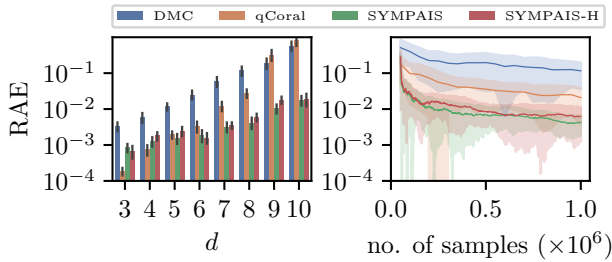 DMC qCoral SYMPAIS SYMPAIS-H
RAE
10⁻¹
10⁻²
10⁻³
10⁻⁴
3 4 5 6 7 8 9 10
d
10⁻¹
10⁻²
10⁻³
10⁻⁴
0.0 0.5 1.0
no. of samples (×10⁶)